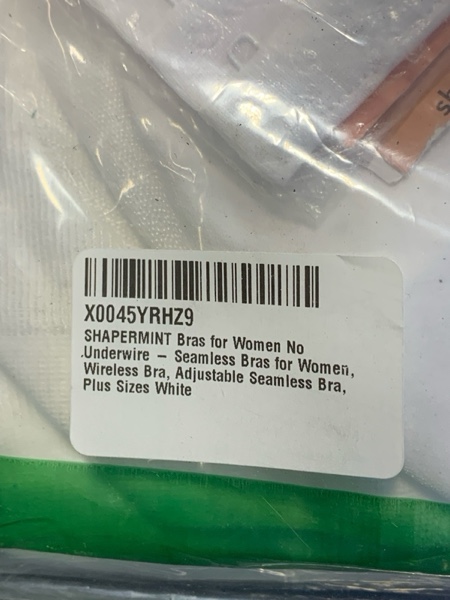 X0045YRHZ9
SHAPERMINT Bras for Women No
Underwire – Seamless Bras for Women,
Wireless Bra, Adjustable Seamless Bra,
Plus Sizes White